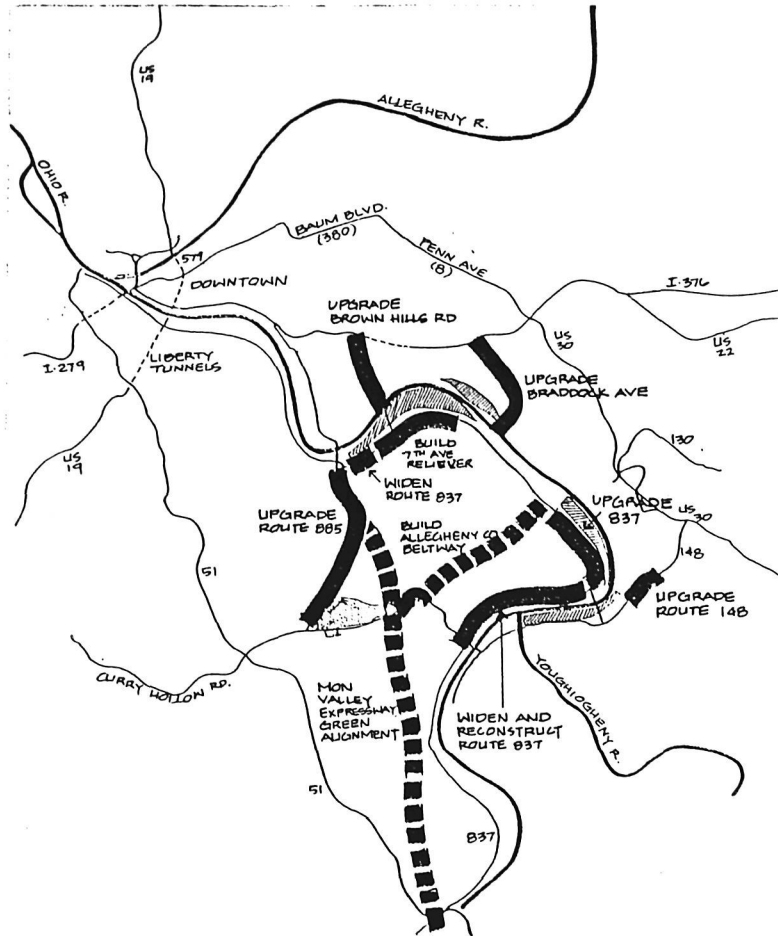 US
19
ALLEGHENY R.
OHIO R.
BAUM BLVD.
(380)
PENN AVE
(8)
579
DOWNTOWN
I-376
UPGRADE
BROWN HILLS RD
US
30
US
22
I-279
LIBERTY
TUNNELS
UPGRADE
BRADDOCK AVE
US
19
130
BUILD
7TH AVE
RELIEVER
WIDEN
ROUTE 837
UPGRADE
837
US
30
UPGRADE
ROUTE 885
BUILD
ALLEGHENY CO.
BELTWAY
148
51
UPGRADE
ROUTE 148
CURRY HOLLOW RD.
YOUGHIOGHENY R.
MON
VALLEY
EXPRESSWAY
GREEN
ALIGNMENT
WIDEN AND
RECONSTRUCT
ROUTE 837
51
837